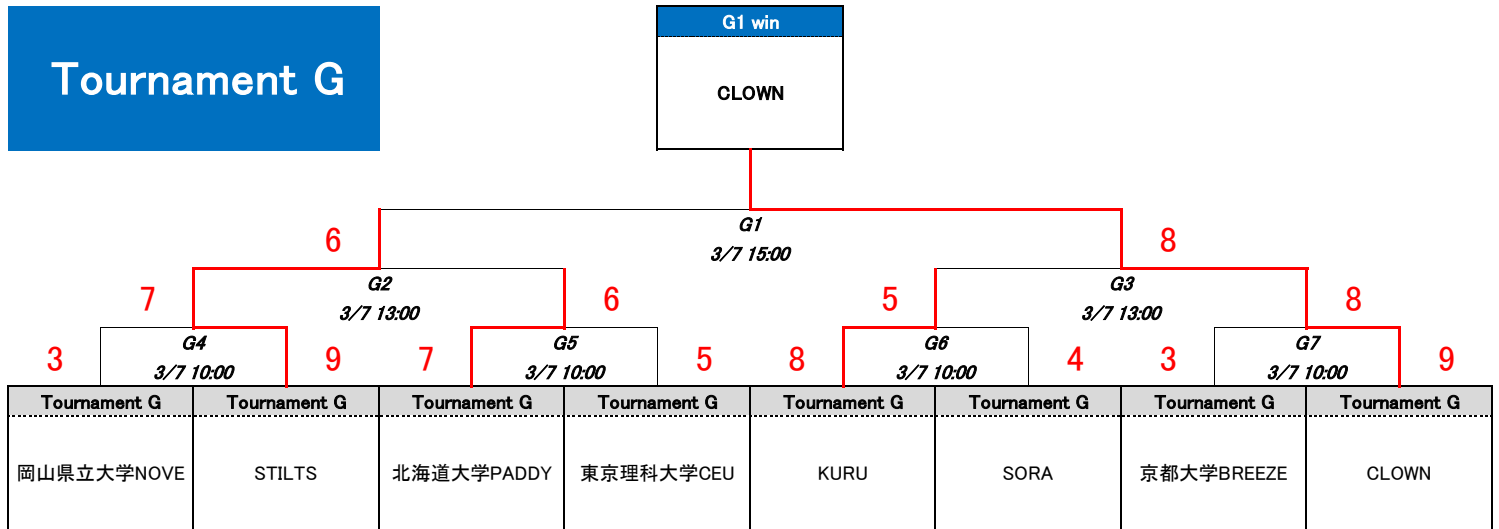 Tournament G
G1 win
CLOWN
G1
6
8
3/7 15:00
G2
G3
7
6
5
8
3/7 13:00
3/7 13:00
G4
G5
G6
G7
3
9
7
5
8
4
3
9
3/7 10:00
3/7 10:00
3/7 10:00
3/7 10:00
Tournament G
Tournament G
Tournament G
Tournament G
Tournament G
Tournament G
Tournament G
Tournament G
岡山県立大学NOVE
STILTS
北海道大学PADDY
東京理科大学CEU
KURU
SORA
京都大学BREEZE
CLOWN